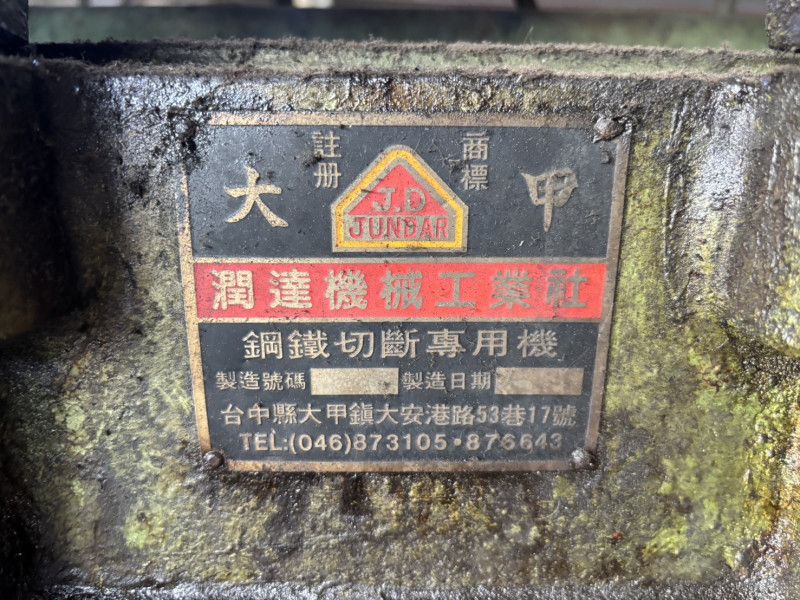 註冊 商標
大 甲
J.D
JUNDAR
潤達機械工業社
鋼鐵切斷專用機
製造號碼 製造日期
台中縣大甲鎮大安港路53巷17號
TEL:(046)873105•876643